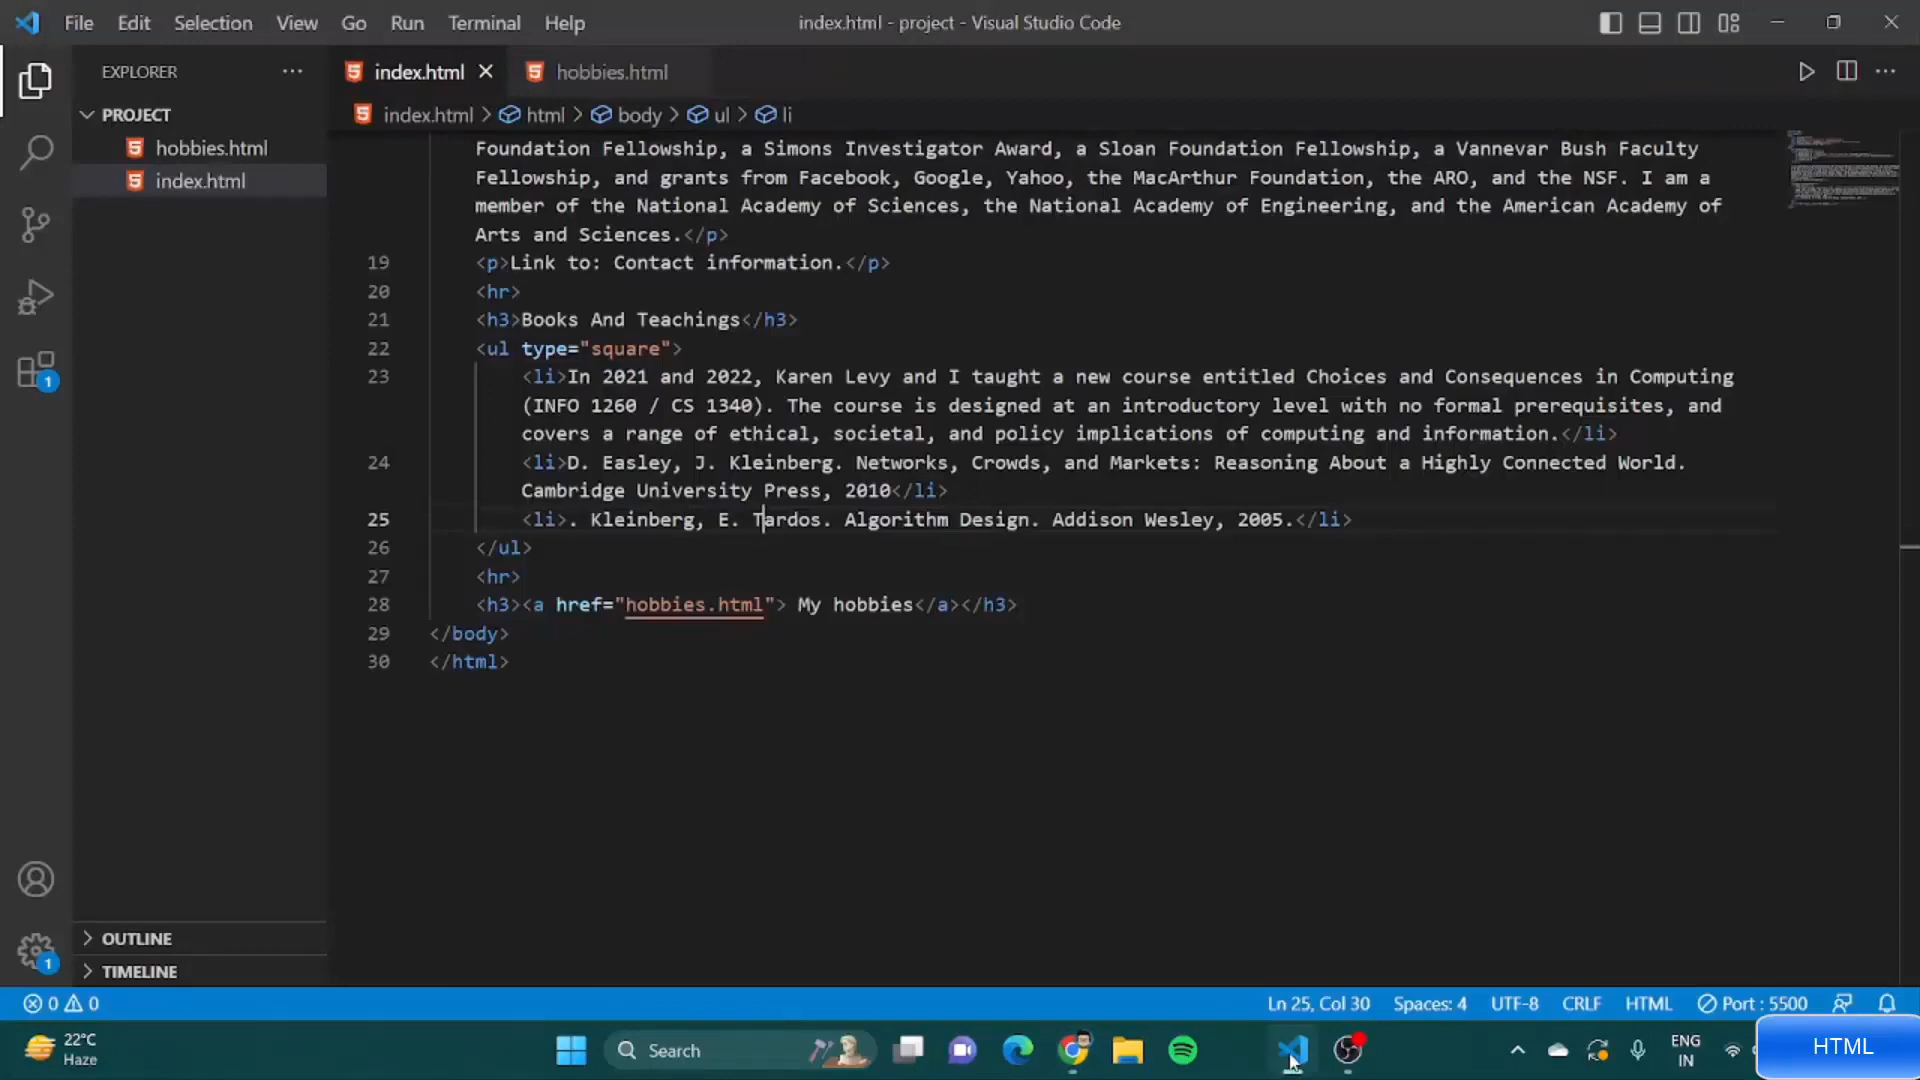 File Edit Selection View Go Run Terminal Help
index.html - project - Visual Studio Code
EXPLORER
PROJECT
hobbies.html
index.html
OUTLINE
TIMELINE
index.html hobbies.html
index.html > html > body > ul > li
Foundation Fellowship, a Simons Investigator Award, a Sloan Foundation Fellowship, a Vannevar Bush Faculty
Fellowship, and grants from Facebook, Google, Yahoo, the MacArthur Foundation, the ARO, and the NSF. I am a
member of the National Academy of Sciences, the National Academy of Engineering, and the American Academy of
Arts and Sciences.</p>
19 <p>Link to: Contact information.</p>
20 <hr>
21 <h3>Books And Teachings</h3>
22 <ul type="square">
23 <li>In 2021 and 2022, Karen Levy and I taught a new course entitled Choices and Consequences in Computing
(INFO 1260 / CS 1340). The course is designed at an introductory level with no formal prerequisites, and
covers a range of ethical, societal, and policy implications of computing and information.</li>
24 <li>D. Easley, J. Kleinberg. Networks, Crowds, and Markets: Reasoning About a Highly Connected World.
Cambridge University Press, 2010</li>
25 <li>. Kleinberg, E. Tardos. Algorithm Design. Addison Wesley, 2005.</li>
26 </ul>
27 <hr>
28 <h3><a href="hobbies.html"> My hobbies</a></h3>
29 </body>
30 </html>
1
1
0 0
Ln 25, Col 30 Spaces: 4 UTF-8 CRLF HTML Port : 5500
22°C
Haze
Search
ENG
IN
HTML